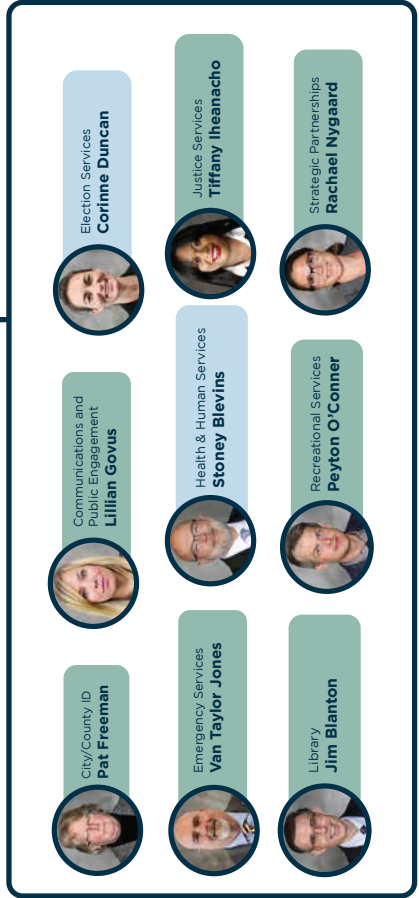 City/County ID
Pat Freeman
Communications and
Public Engagement
Lillian Govus
Election Services
Corinne Duncan
Emergency Services
Van Taylor Jones
Health & Human Services
Stoney Blevins
Justice Services
Tiffany Iheanacho
Library
Jim Blanton
Recreational Services
Peyton O’Conner
Strategic Partnerships
Rachael Nygaard